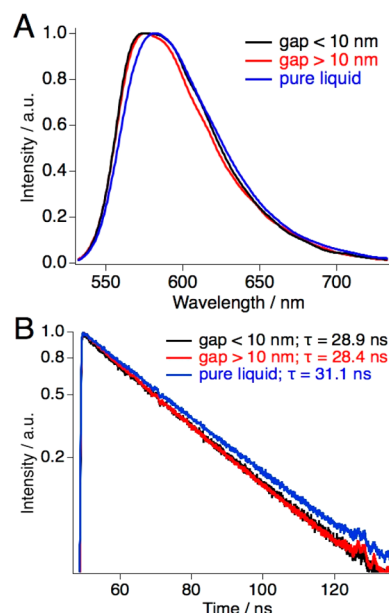 A
1.0
0.8
0.6
0.4
0.2
0.0
Intensity / a.u.
gap < 10 nm
gap > 10 nm
pure liquid
550 600 650 700
Wavelength / nm
B
1.0
0.8
0.5
0.2
Intensity / a.u.
gap < 10 nm; τ = 28.9 ns
gap > 10 nm; τ = 28.4 ns
pure liquid; τ = 31.1 ns
60 80 100 120
Time / ns